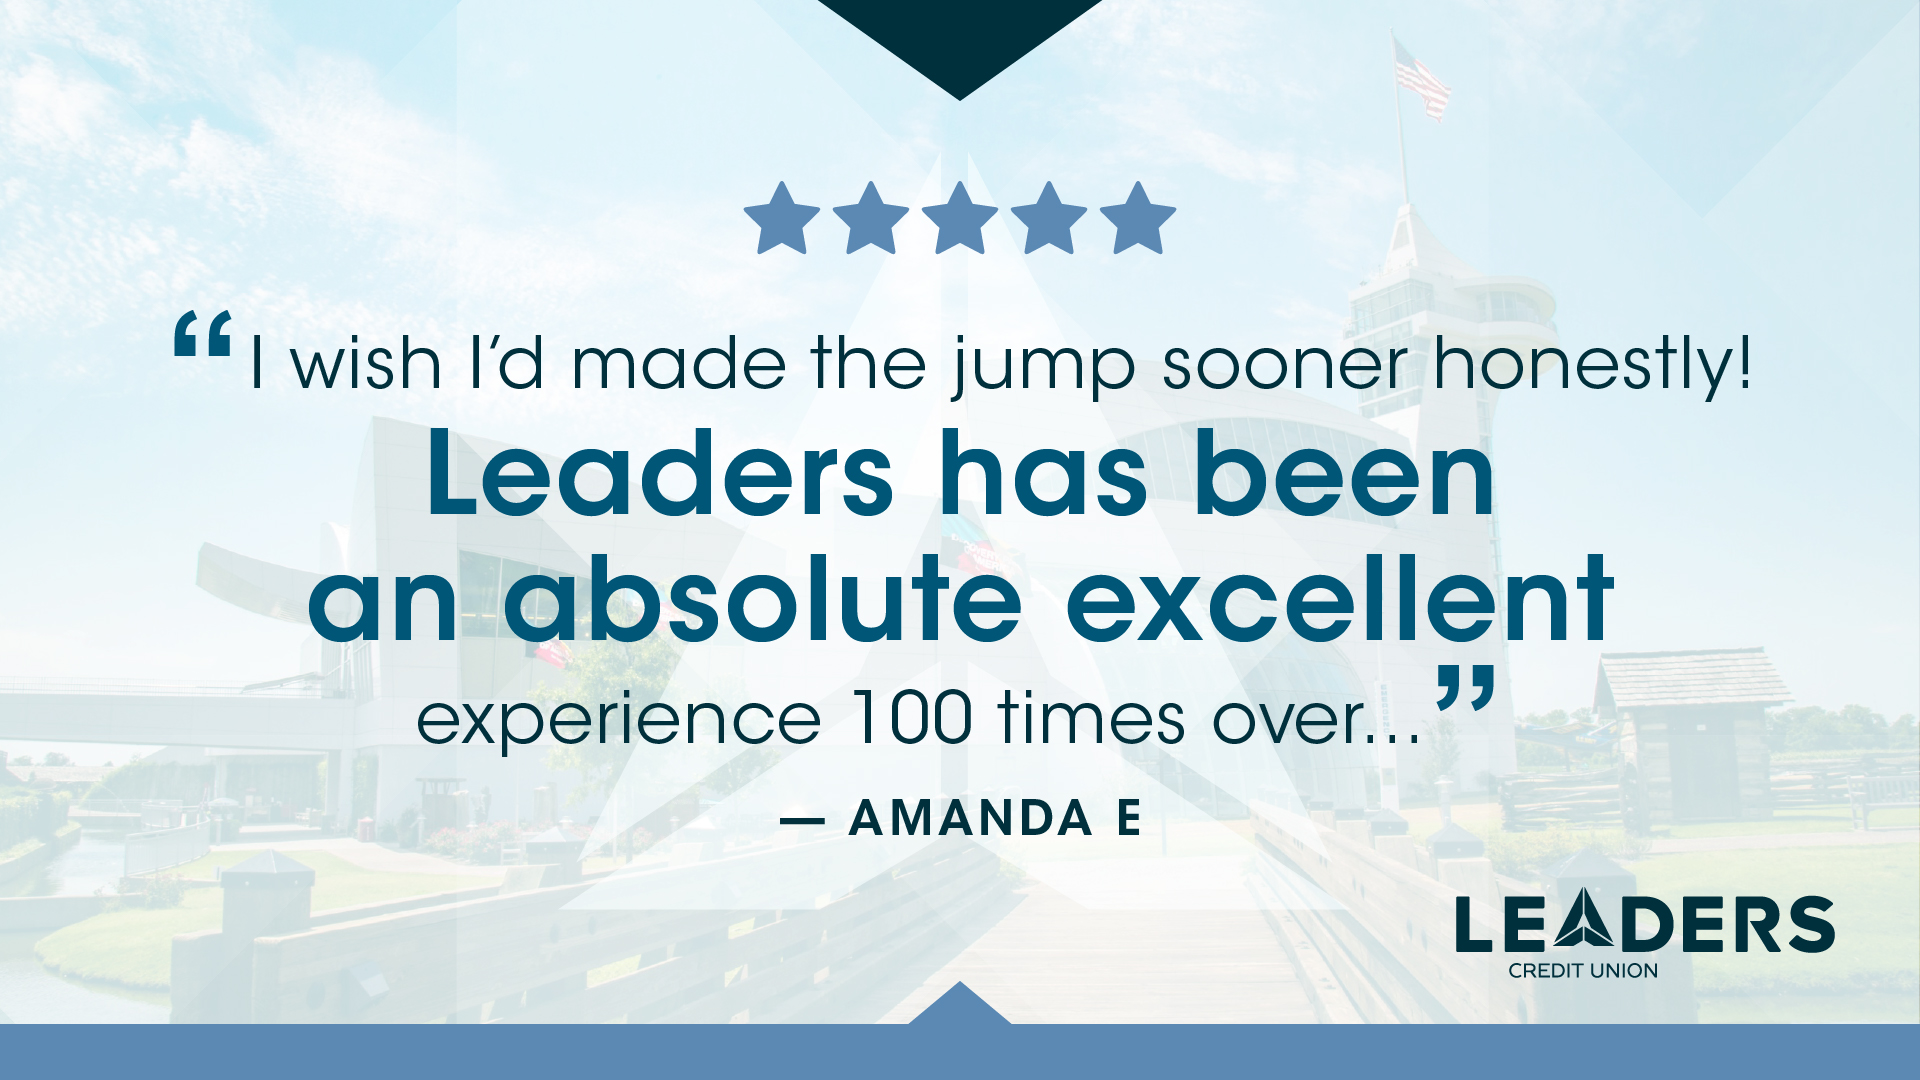 “I wish I’d made the jump sooner honestly!
Leaders has been
an absolute excellent
experience 100 times over...”
— AMANDA E
LEADERS
CREDIT UNION